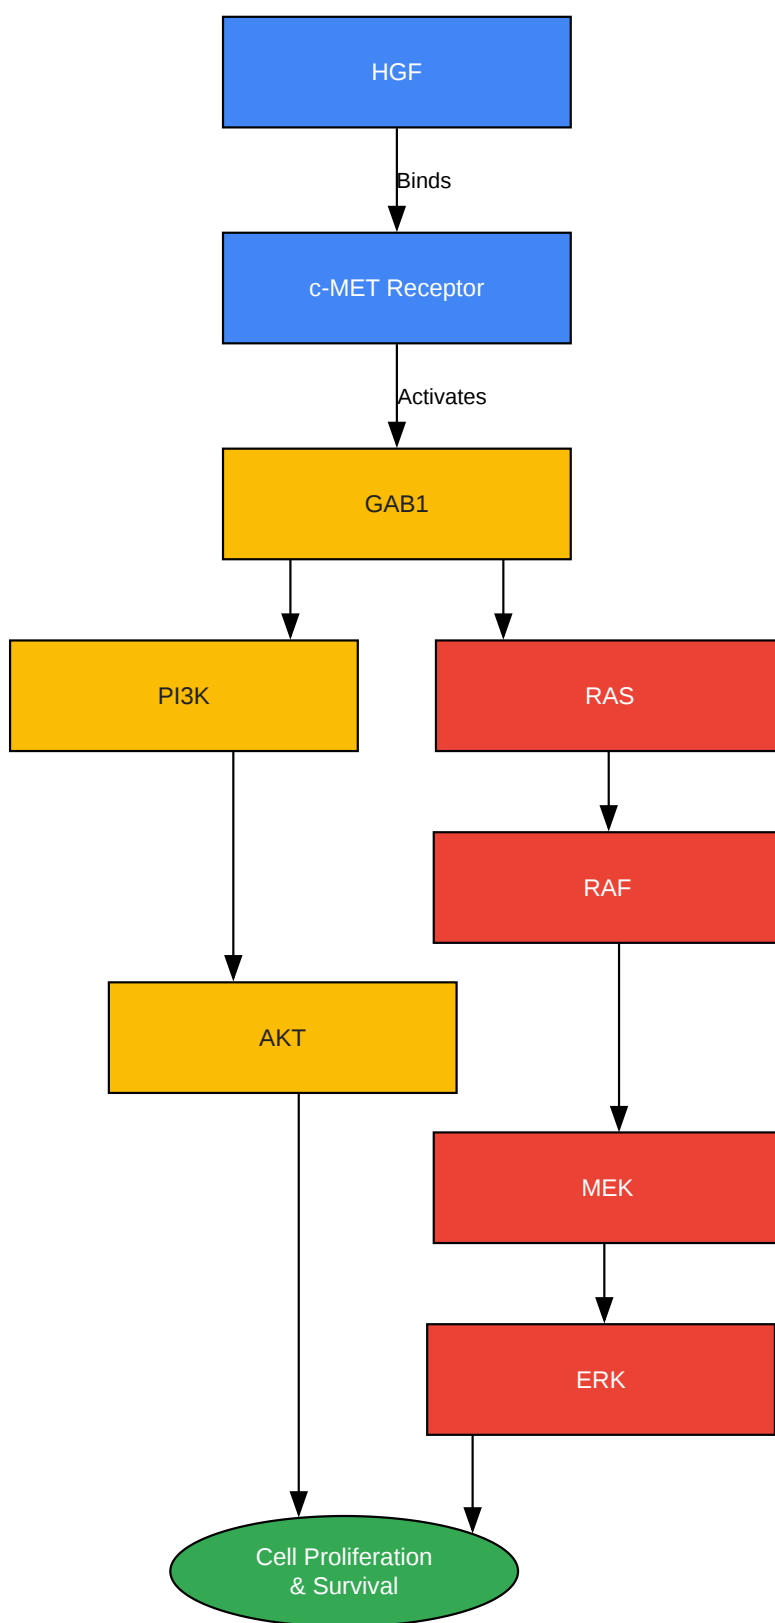 HGF
Binds
c-MET Receptor
Activates
GAB1
PI3K
RAS
RAF
AKT
MEK
ERK
Cell Proliferation
& Survival